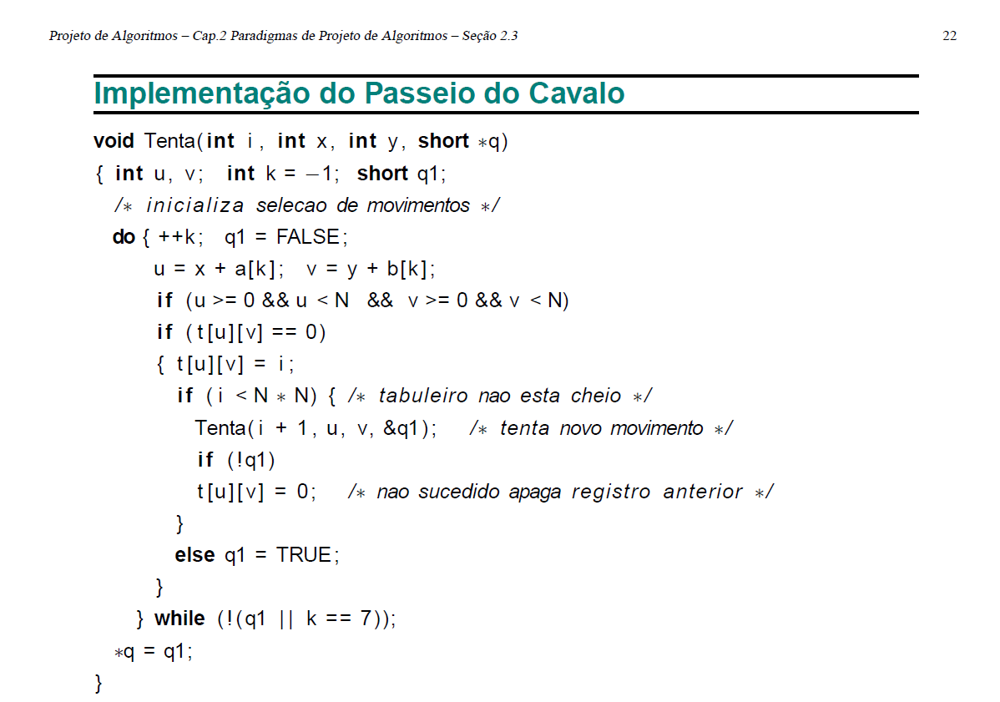 Projeto de Algoritmos – Cap.2 Paradigmas de Projeto de Algoritmos – Seção 2.3 22
Implementação do Passeio do Cavalo
void Tenta(int i, int x, int y, short *q)
{ int u, v; int k = −1; short q1;
/* inicializa selecao de movimentos */
do { ++k; q1 = FALSE;
u = x + a[k]; v = y + b[k];
if (u >= 0 && u < N && v >= 0 && v < N)
if (t[u][v] == 0)
{ t[u][v] = i;
if (i < N * N) { /* tabuleiro nao esta cheio */
Tenta(i + 1, u, v, &q1); /* tenta novo movimento */
if (!q1)
t[u][v] = 0; /* nao sucedido apaga registro anterior */
}
else q1 = TRUE;
}
} while (!(q1 || k == 7));
*q = q1;
}